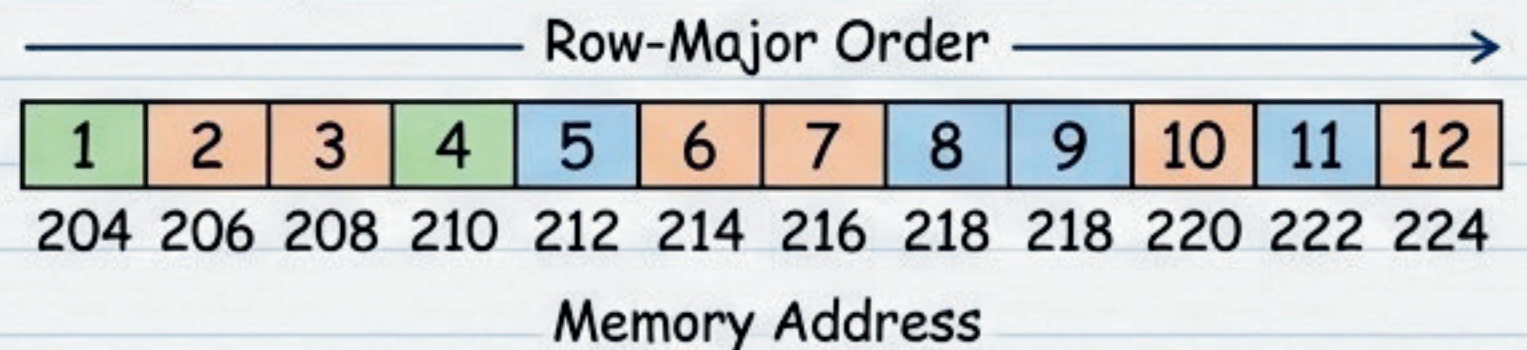 Row-Major Order
1 2 3 4 5 6 7 8 9 10 11 12
204 206 208 210 212 214 216 218 218 220 222 224
Memory Address